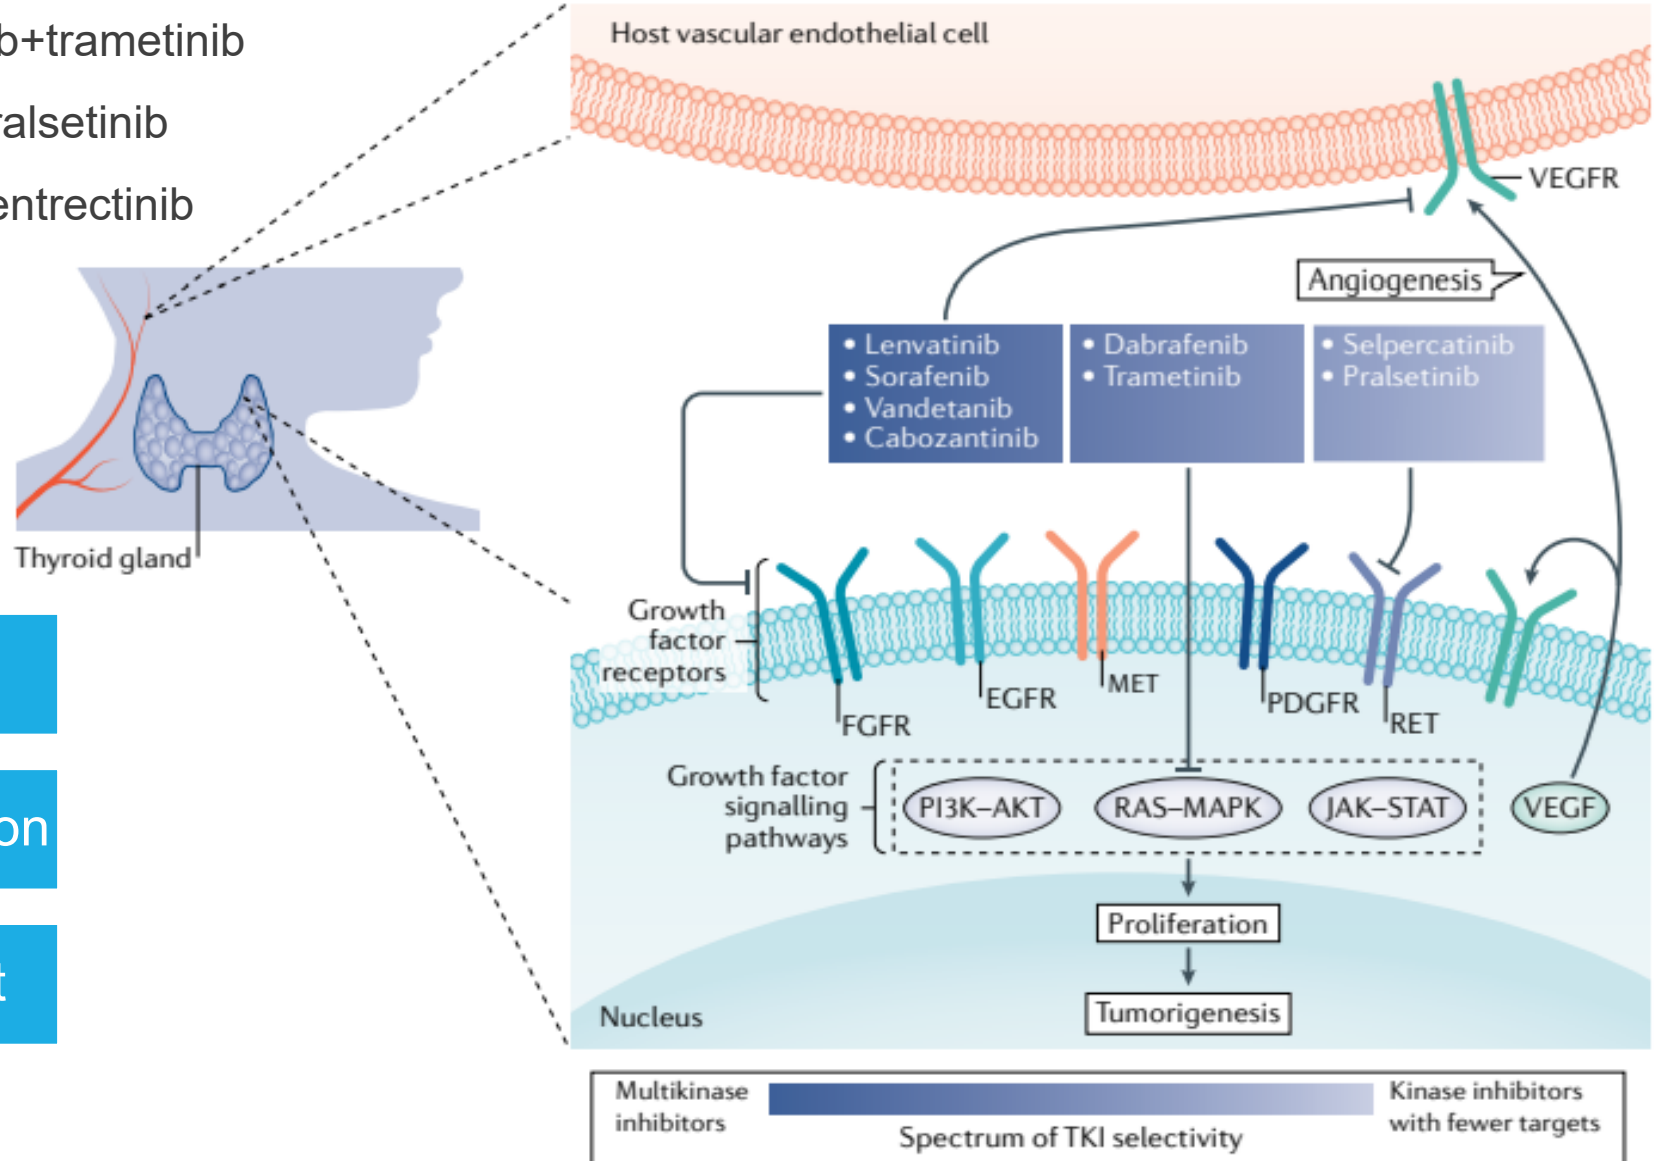 b+trametinib
ralsetinib
entrectinib
Host vascular endothelial cell
VEGFR
Angiogenesis
• Lenvatinib
• Sorafenib
• Vandetanib
• Cabozantinib
• Dabrafenib
• Trametinib
• Selpercatinib
• Pralsetinib
Thyroid gland
Growth
factor
receptors
FGFR
EGFR
MET
PDGFR
RET
Growth factor
signalling
pathways
PI3K–AKT
RAS–MAPK
JAK–STAT
VEGF
on
t
Proliferation
Tumorigenesis
Nucleus
Multikinase
inhibitors
Kinase inhibitors
with fewer targets
Spectrum of TKI selectivity